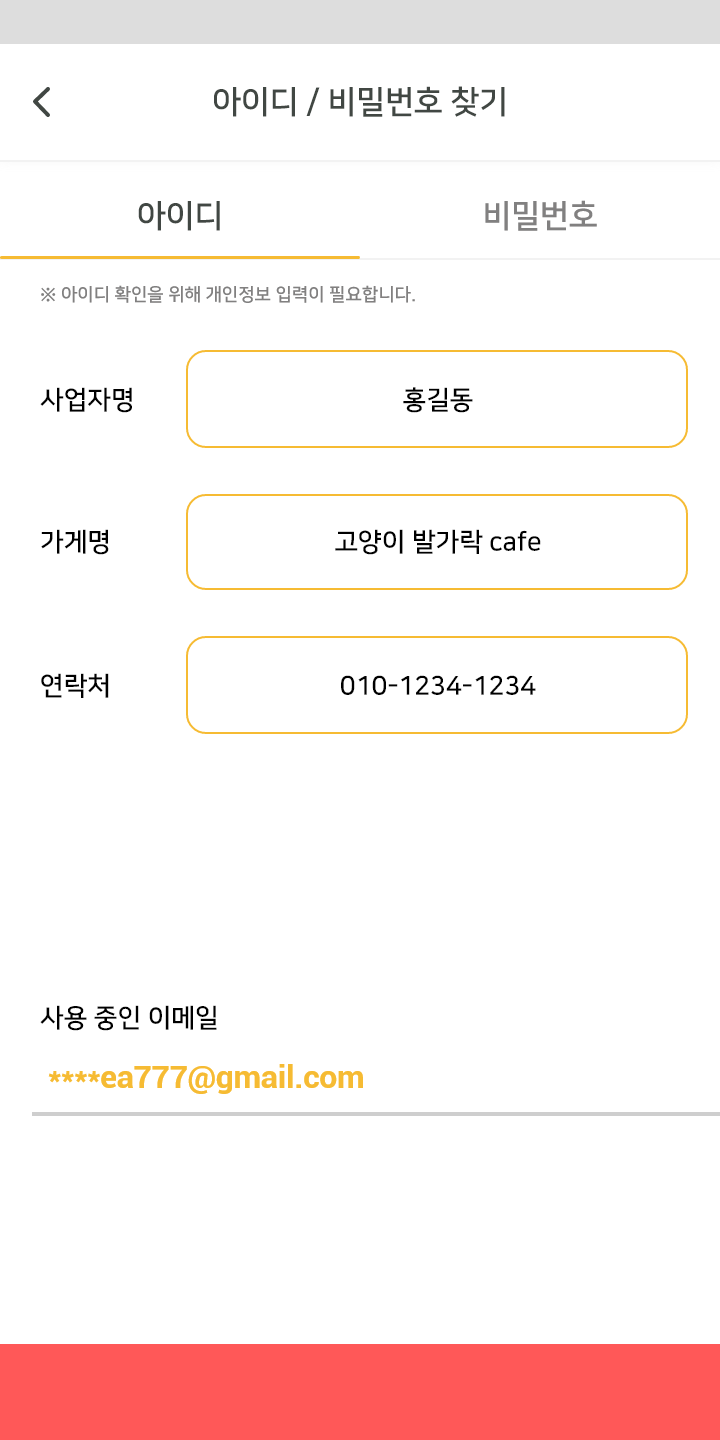 아이디 / 비밀번호 찾기
아이디
비밀번호
※ 아이디 확인을 위해 개인정보 입력이 필요합니다.
사업자명
홍길동
가게명
고양이 발가락 cafe
연락처
010-1234-1234
사용 중인 이메일
****ea777@gmail.com